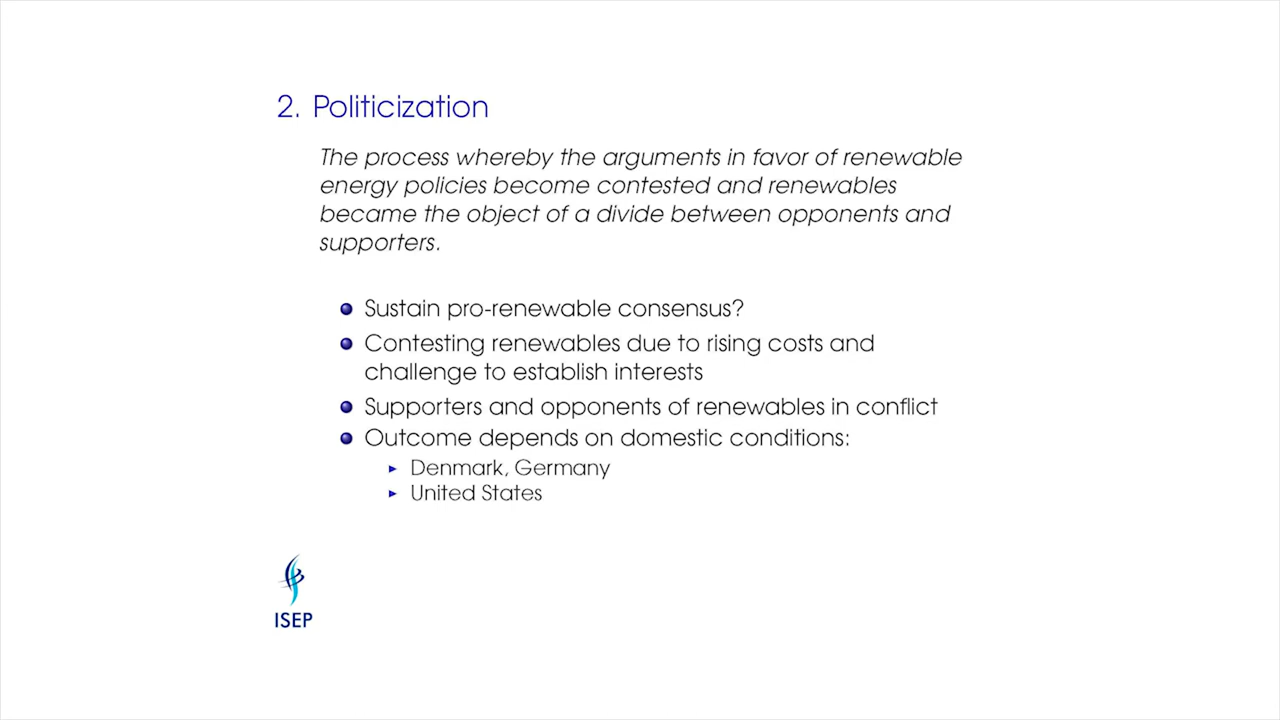 2. Politicization
The process whereby the arguments in favor of renewable
energy policies become contested and renewables
became the object of a divide between opponents and
supporters.
Sustain pro-renewable consensus?
Contesting renewables due to rising costs and
challenge to establish interests
Supporters and opponents of renewables in conflict
Outcome depends on domestic conditions:
Denmark, Germany
United States
ISEP